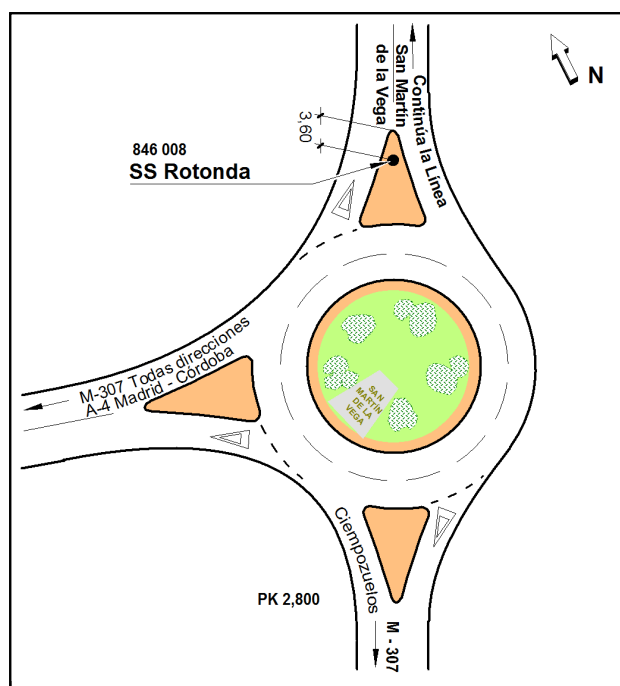 San Martín
de la Vega
Continúa la Línea
N
3,60
846 008
SS Rotonda
M-307 Todas direcciones
A-4 Madrid - Córdoba
SAN
MARTÍN
DE LA
VEGA
Ciempozuelos
PK 2,800
M - 307